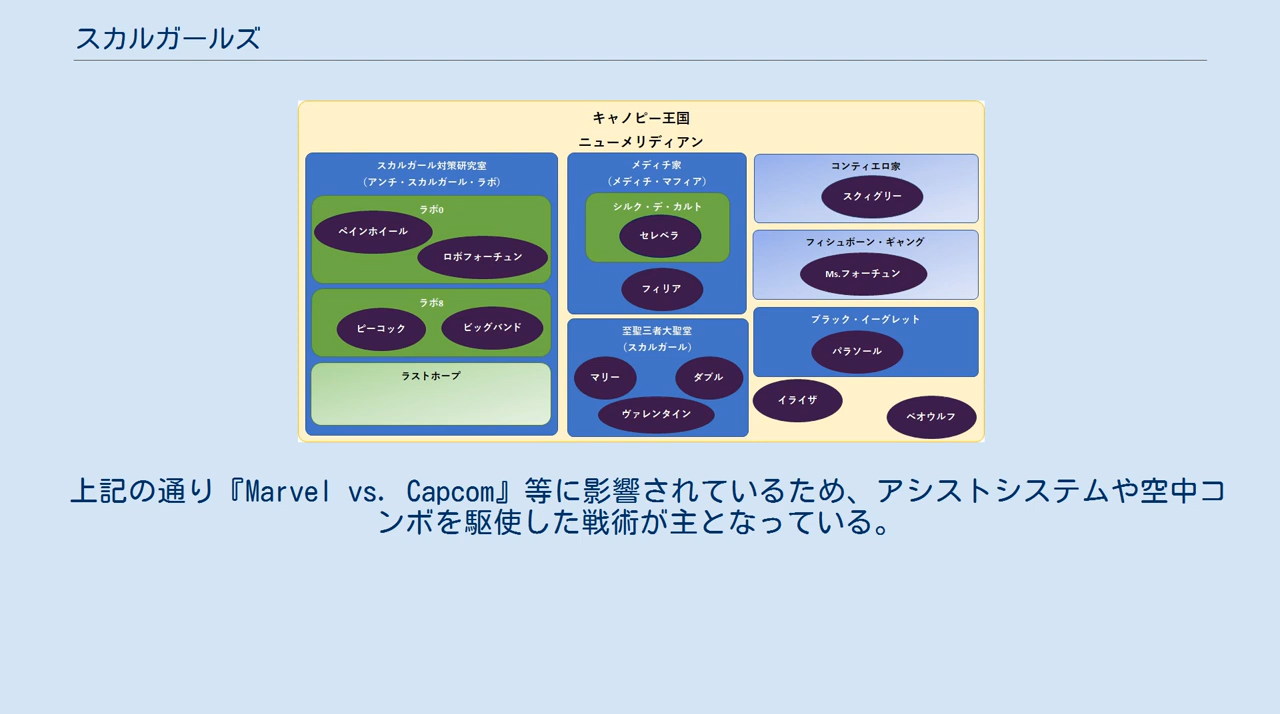 スカルガールズ
キャノピー王国
ニューメリディアン
スカルガール対策研究室
（アンチ・スカルガール・ラボ）
ラボ0
ペインホイール
ロボフォーチュン
ラボ8
ピーコック
ビッグバンド
ラストホープ
メディチ家
（メディチ・マフィア）
シルク・デ・カルト
セレベラ
フィリア
至聖三者大聖堂
（スカルガール）
マリー
ダブル
ヴァレンタイン
コンティエロ家
スクィグリー
フィシュボーン・ギャング
Ms.フォーチュン
ブラック・イーグレット
パラソール
イライザ
ベオウルフ
上記の通り『Marvel vs. Capcom』等に影響されているため、アシストシステムや空中コ
ンボを駆使した戦術が主となっている。